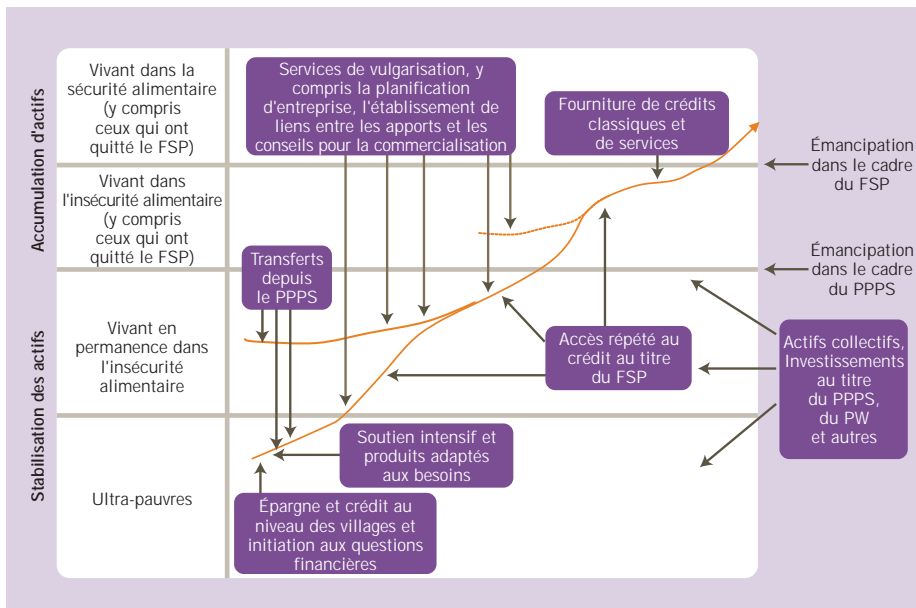 Accumulation d'actifs
Vivant dans la
sécurité alimentaire
(y compris
ceux qui ont
quitté le FSP)
Services de vulgarisation, y
compris la planification
d'entreprise, l'établissement de
liens entre les apports et les
conseils pour la commercialisation
Fourniture de crédits
classiques et
de services
Émancipation
dans le cadre
du FSP
Vivant dans
l'insécurité alimentaire
(y compris
ceux qui ont
quitté le FSP)
Transferts
depuis
le PPPS
Émancipation
dans le cadre
du PPPS
Stabilisation des actifs
Vivant en
permanence dans
l'insécurité
alimentaire
Accès répété au
crédit au titre
du FSP
Actifs collectifs,
Investissements
au titre
du PPPS,
du PW
et autres
Ultra-pauvres
Soutien intensif et
produits adaptés
aux besoins
Épargne et crédit au
niveau des villages et
initiation aux questions
financières